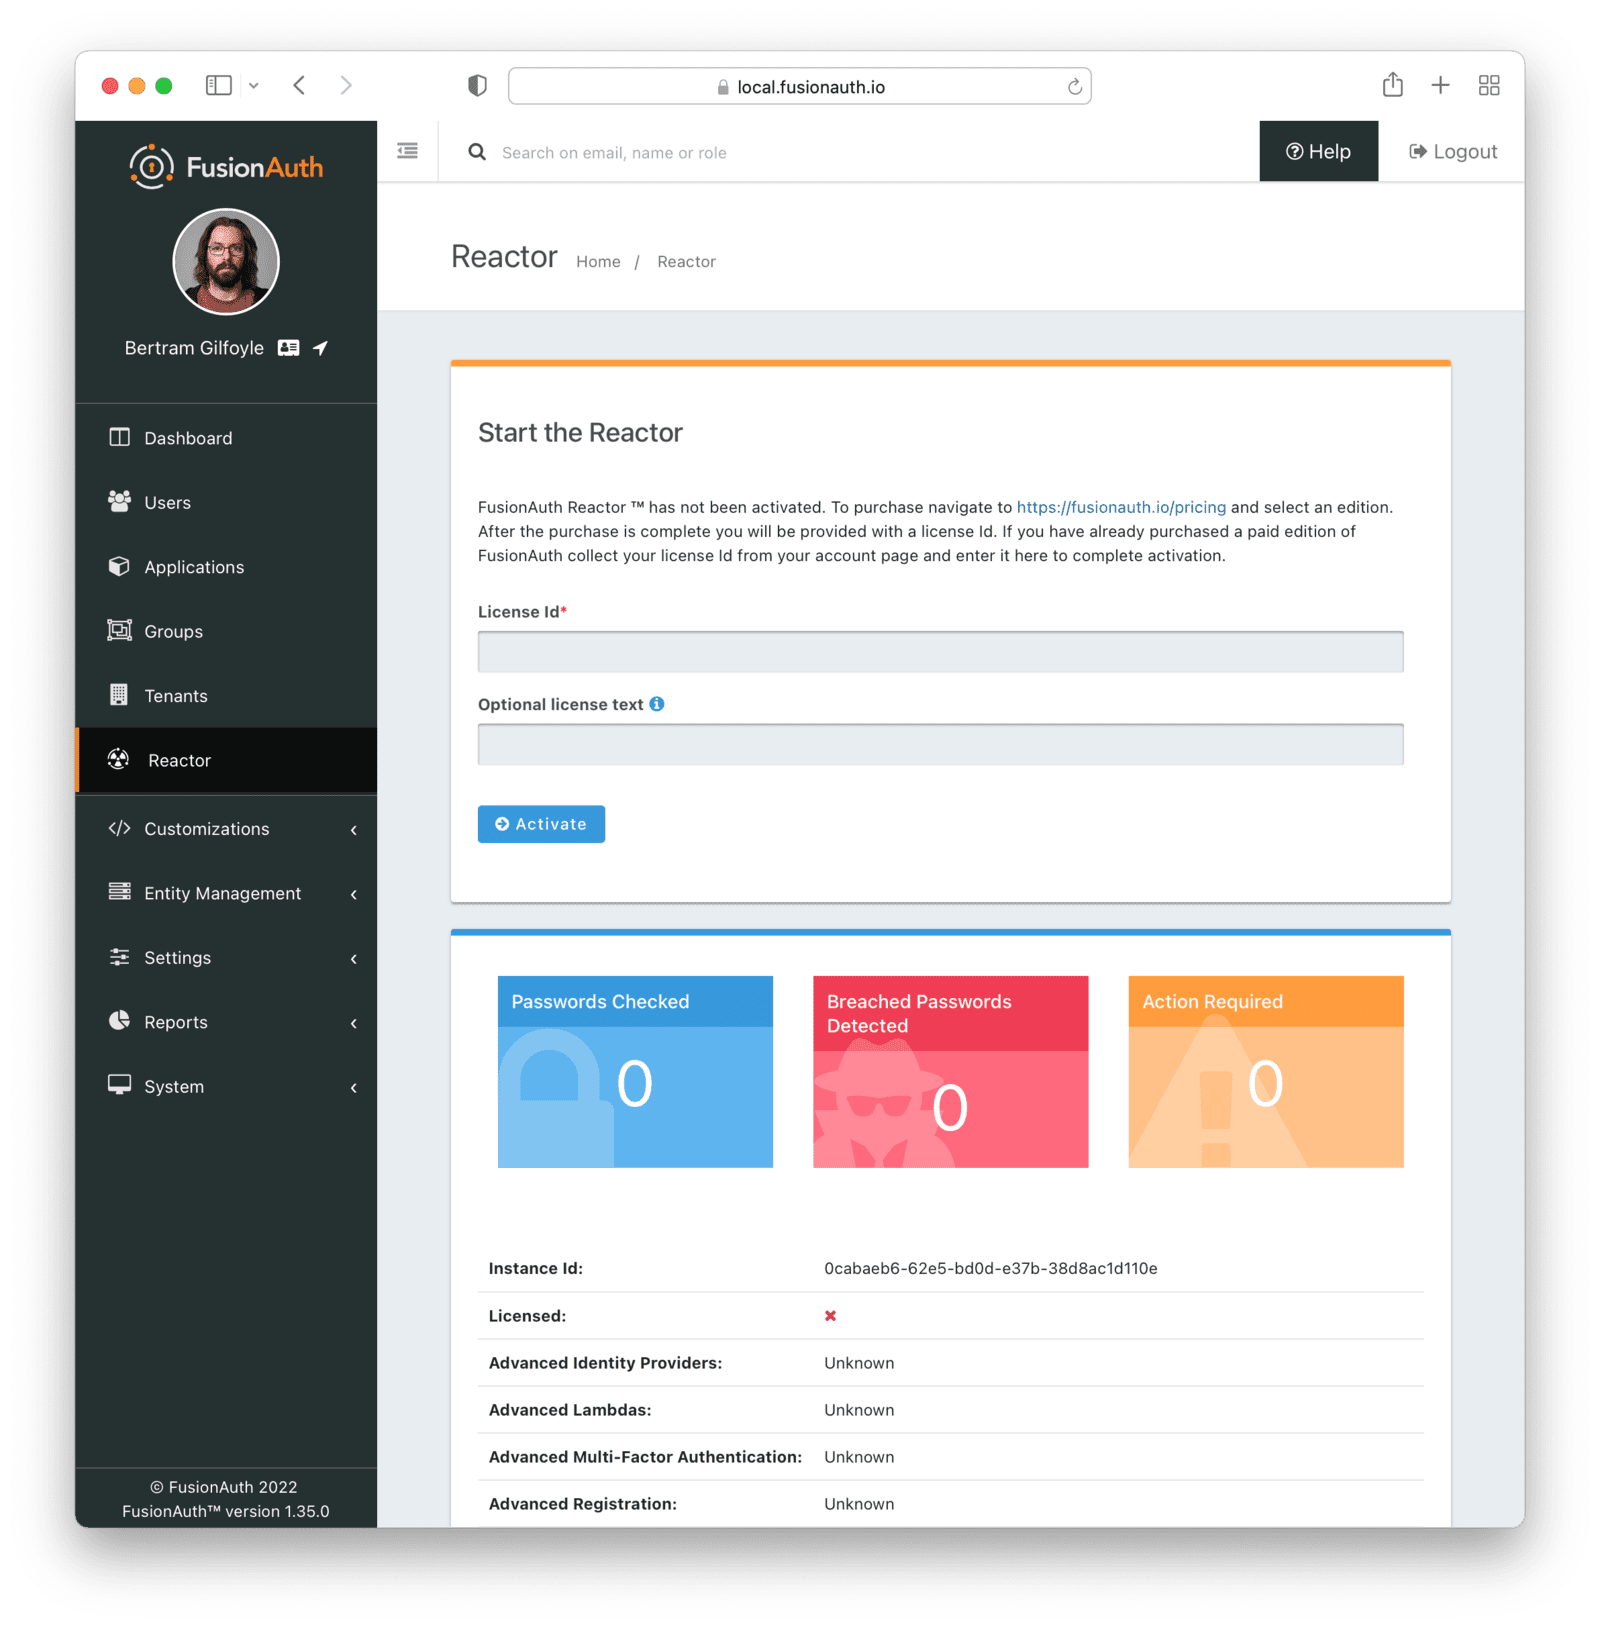 local.fusionauth.io
FusionAuth
Search on email, name or role
Help
Logout
Bertram Gilfoyle
Dashboard
Users
Applications
Groups
Tenants
Reactor
Customizations
Entity Management
Settings
Reports
System
© FusionAuth 2022
FusionAuth™ version 1.35.0
Reactor Home / Reactor
Start the Reactor
FusionAuth Reactor ™ has not been activated. To purchase navigate to https://fusionauth.io/pricing and select an edition.
After the purchase is complete you will be provided with a license Id. If you have already purchased a paid edition of
FusionAuth collect your license Id from your account page and enter it here to complete activation.
License Id*
Optional license text
Activate
Passwords Checked
0
Breached Passwords
Detected
0
Action Required
0
Instance Id: 0cabaeb6-62e5-bd0d-e37b-38d8ac1d110e
Licensed:
Advanced Identity Providers: Unknown
Advanced Lambdas: Unknown
Advanced Multi-Factor Authentication: Unknown
Advanced Registration: Unknown